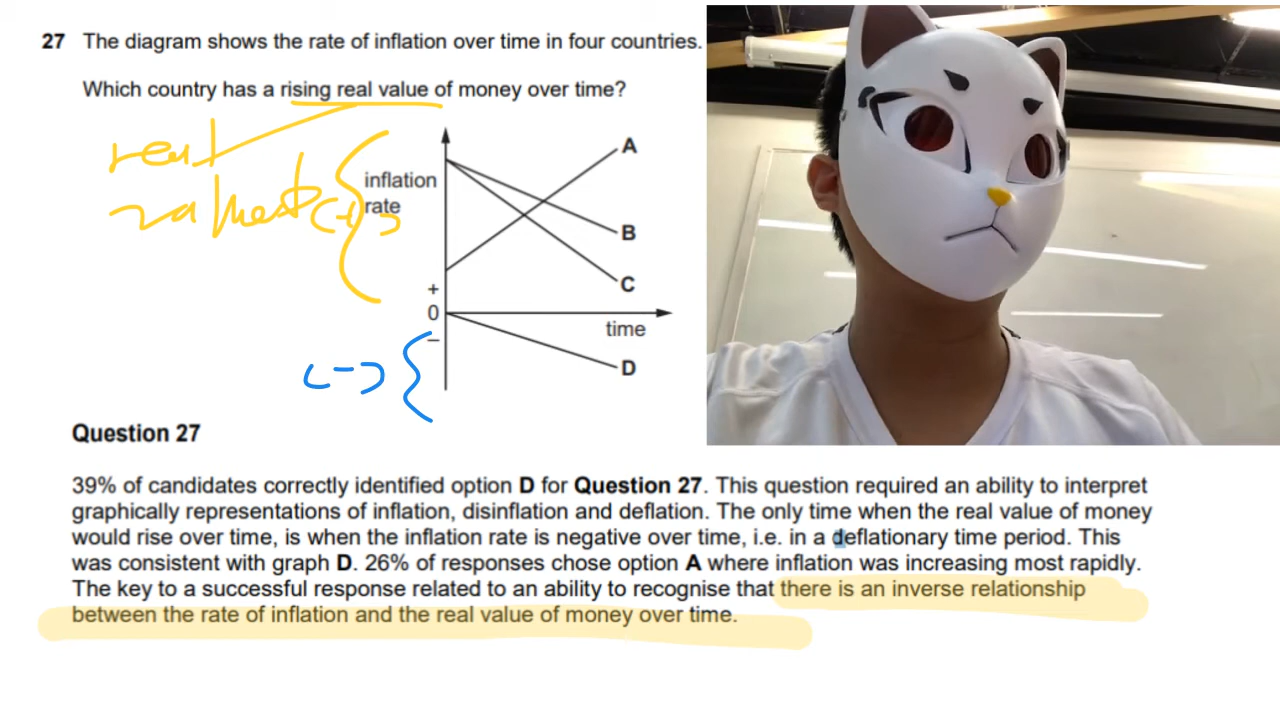 27 The diagram shows the rate of inflation over time in four countries.
Which country has a rising real value of money over time?
real
inflation
rate
A
B
C
+
0
–
time
D
(-)
Question 27
39% of candidates correctly identified option D for Question 27. This question required an ability to interpret
graphically representations of inflation, disinflation and deflation. The only time when the real value of money
would rise over time, is when the inflation rate is negative over time, i.e. in a deflationary time period. This
was consistent with graph D. 26% of responses chose option A where inflation was increasing most rapidly.
The key to a successful response related to an ability to recognise that there is an inverse relationship
between the rate of inflation and the real value of money over time.